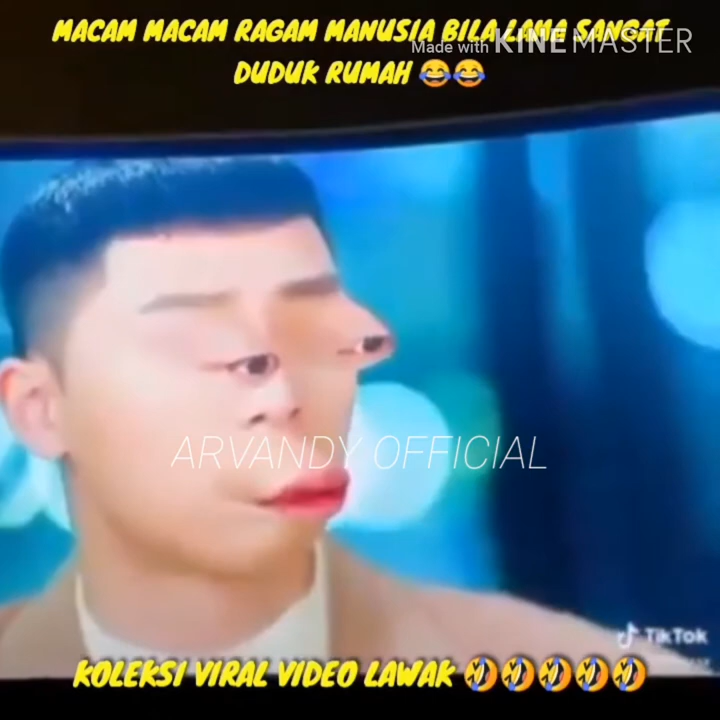 MACAM MACAM RAGAM MANUSIA BILA LAMA SANGAT
Made with KINEMASTER
DUDUK RUMAH 😂😂
ARVANDY OFFICIAL
TikTok
KOLEKSI VIRAL VIDEO LAWAK 🤣🤣🤣🤣🤣